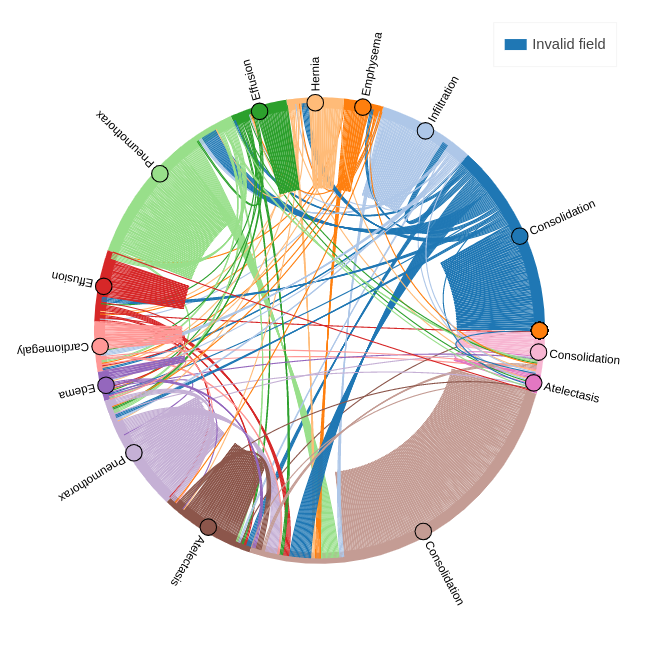 Invalid field
Hernia
Emphysema
Infiltration
Consolidation
Consolidation
Atelectasis
Consolidation
Atelectasis
Pneumothorax
Edema
Cardiomegaly
Effusion
Pneumothorax
Effusion